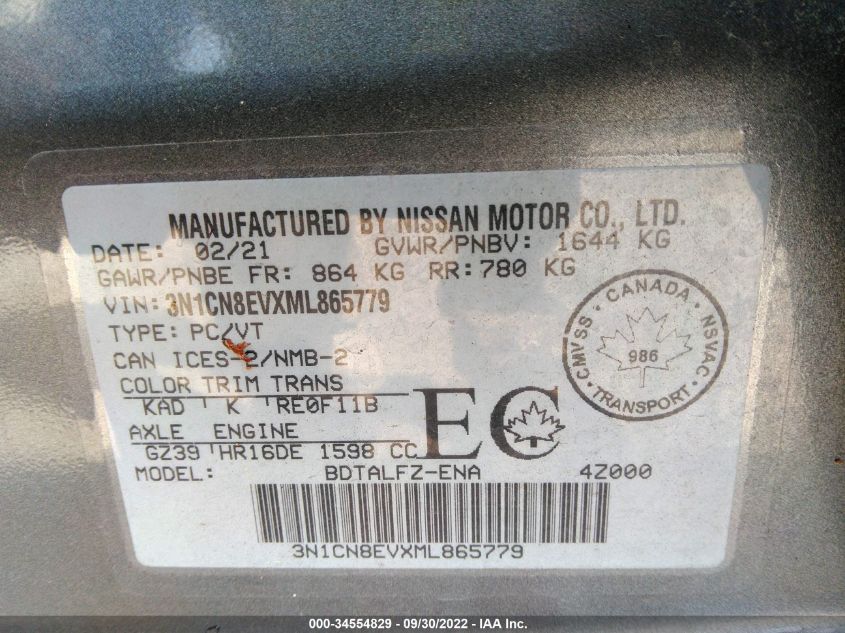 MANUFACTURED BY NISSAN MOTOR CO., LTD.
DATE: 02/21 GVWR/PNBV: 1644 KG
GAWR/PNBE FR: 864 KG RR: 780 KG
VIN: 3N1CN8EVXML865779
TYPE: PC/VT
CAN ICES-2/NMB-2
COLOR TRIM TRANS
KAD K RE0F11B
AXLE ENGINE
GZ39 HR16DE 1598 CC
EC
MODEL: BDTALFZ-ENA 4Z000
3N1CN8EVXML865779
CANADA
CMVSS NSVAC
986
TRANSPORT
000-34554829 - 09/30/2022 - IAA Inc.